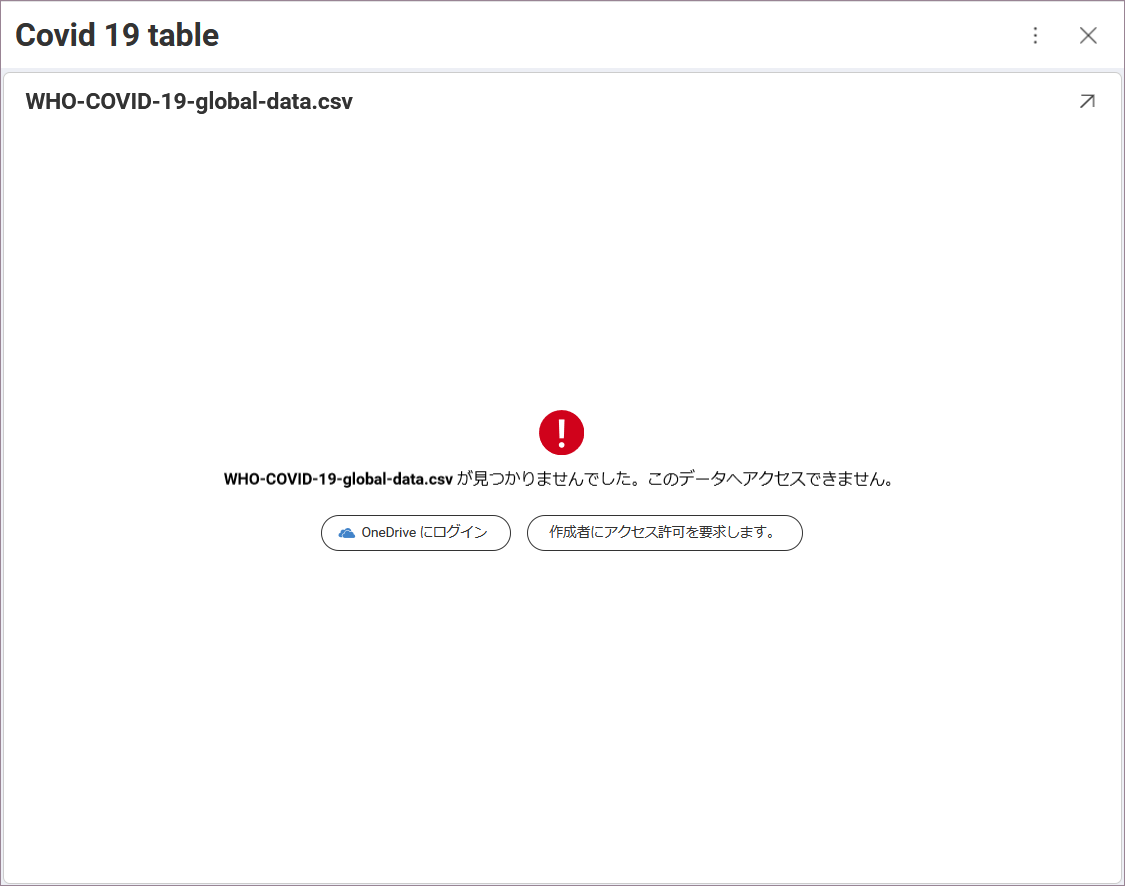 Covid 19 table
WHO-COVID-19-global-data.csv
WHO-COVID-19-global-data.csv が見つかりませんでした。このデータへアクセスできません。
OneDrive にログイン
作成者にアクセス許可を要求します。